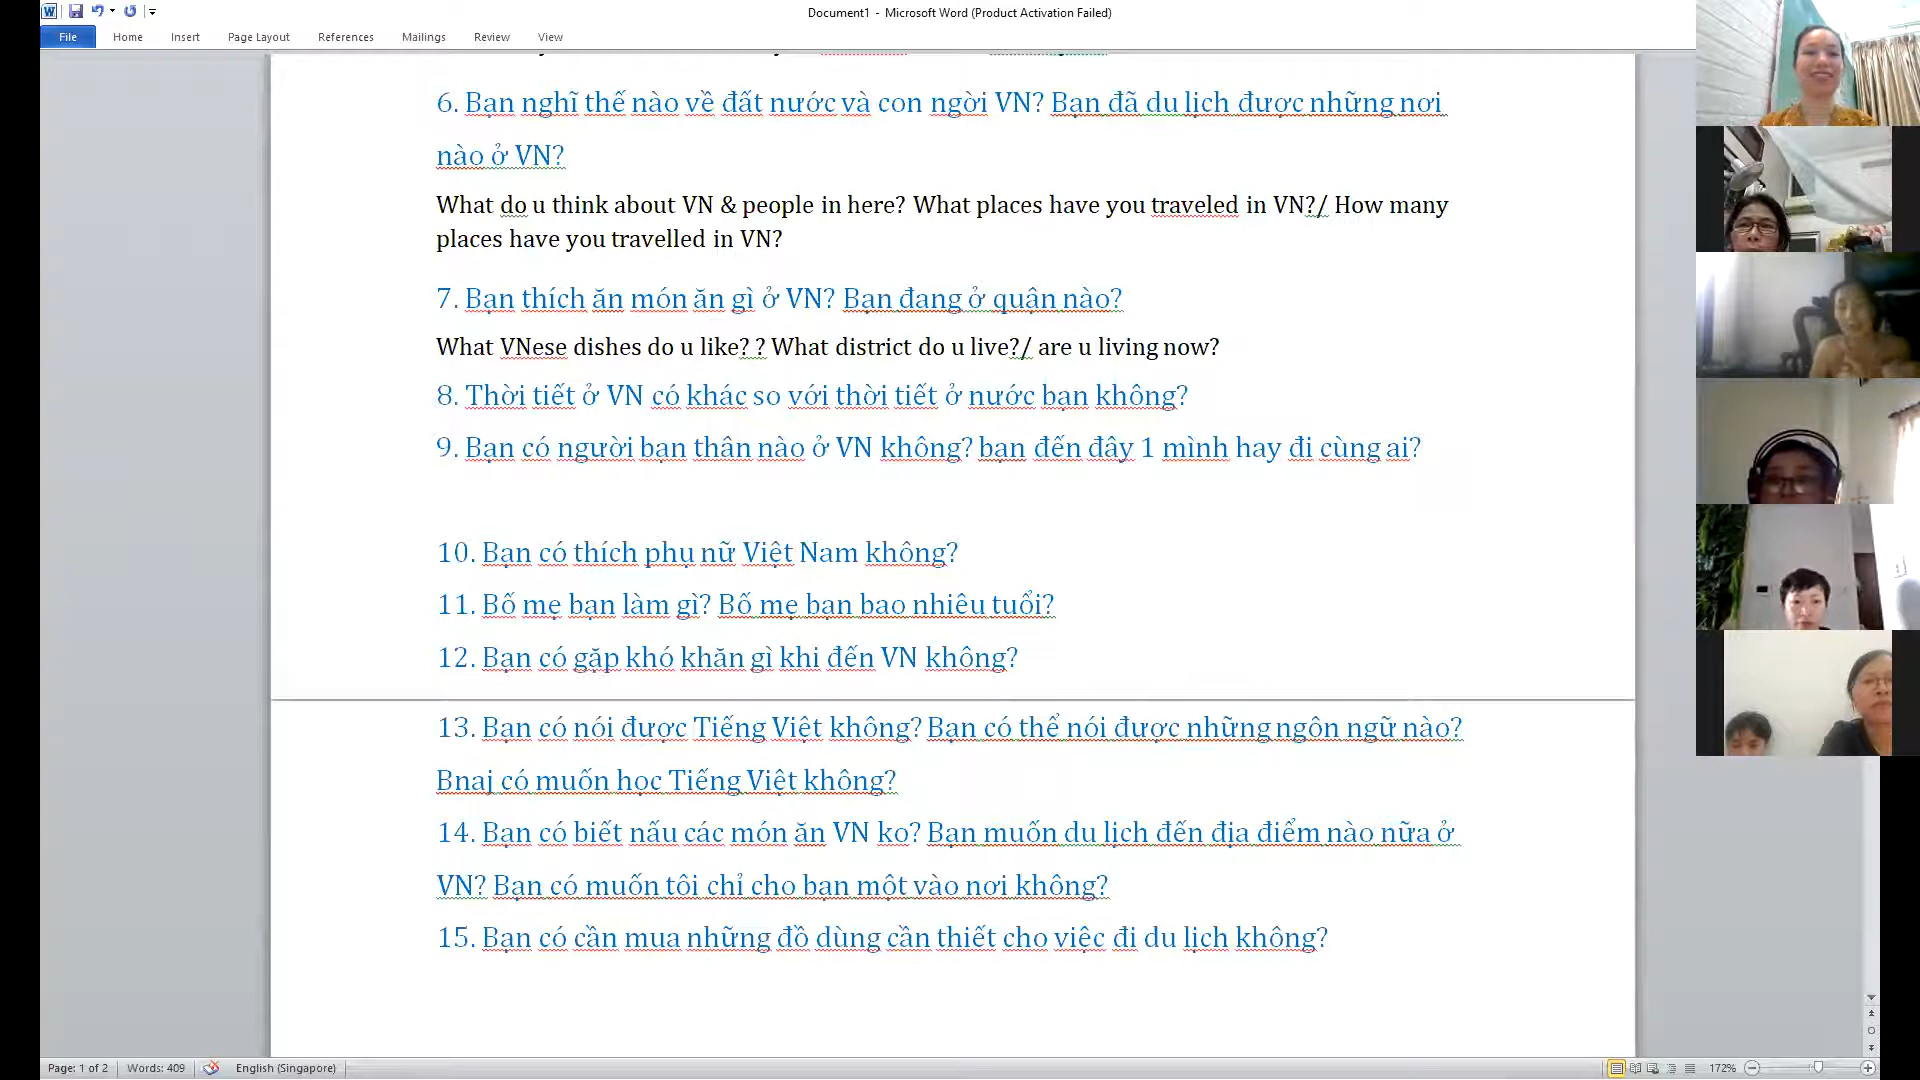 Document1 - Microsoft Word (Product Activation Failed)
File Home Insert Page Layout References Mailings Review View
6. Bạn nghĩ thế nào về đất nước và con ngời VN? Bạn đã du lịch được những nơi
nào ở VN?
What do u think about VN & people in here? What places have you traveled in VN?/ How many
places have you travelled in VN?
7. Bạn thích ăn món ăn gì ở VN? Bạn đang ở quận nào?
What VNese dishes do u like? ? What district do u live?/ are u living now?
8. Thời tiết ở VN có khác so với thời tiết ở nước bạn không?
9. Bạn có người bạn thân nào ở VN không? bạn đến đây 1 mình hay đi cùng ai?
10. Bạn có thích phụ nữ Việt Nam không?
11. Bố mẹ bạn làm gì? Bố mẹ bạn bao nhiêu tuổi?
12. Bạn có gặp khó khăn gì khi đến VN không?
13. Bạn có nói được Tiếng Việt không? Bạn có thể nói được những ngôn ngữ nào?
Bnaj có muốn học Tiếng Việt không?
14. Bạn có biết nấu các món ăn VN ko? Bạn muốn du lịch đến địa điểm nào nữa ở
VN? Bạn có muốn tôi chỉ cho bạn một vào nơi không?
15. Bạn có cần mua những đồ dùng cần thiết cho việc đi du lịch không?
Page: 1 of 2 Words: 409 English (Singapore) 172%